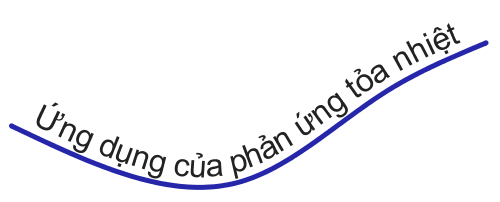 Ứng dụng của phản ứng tỏa nhiệt